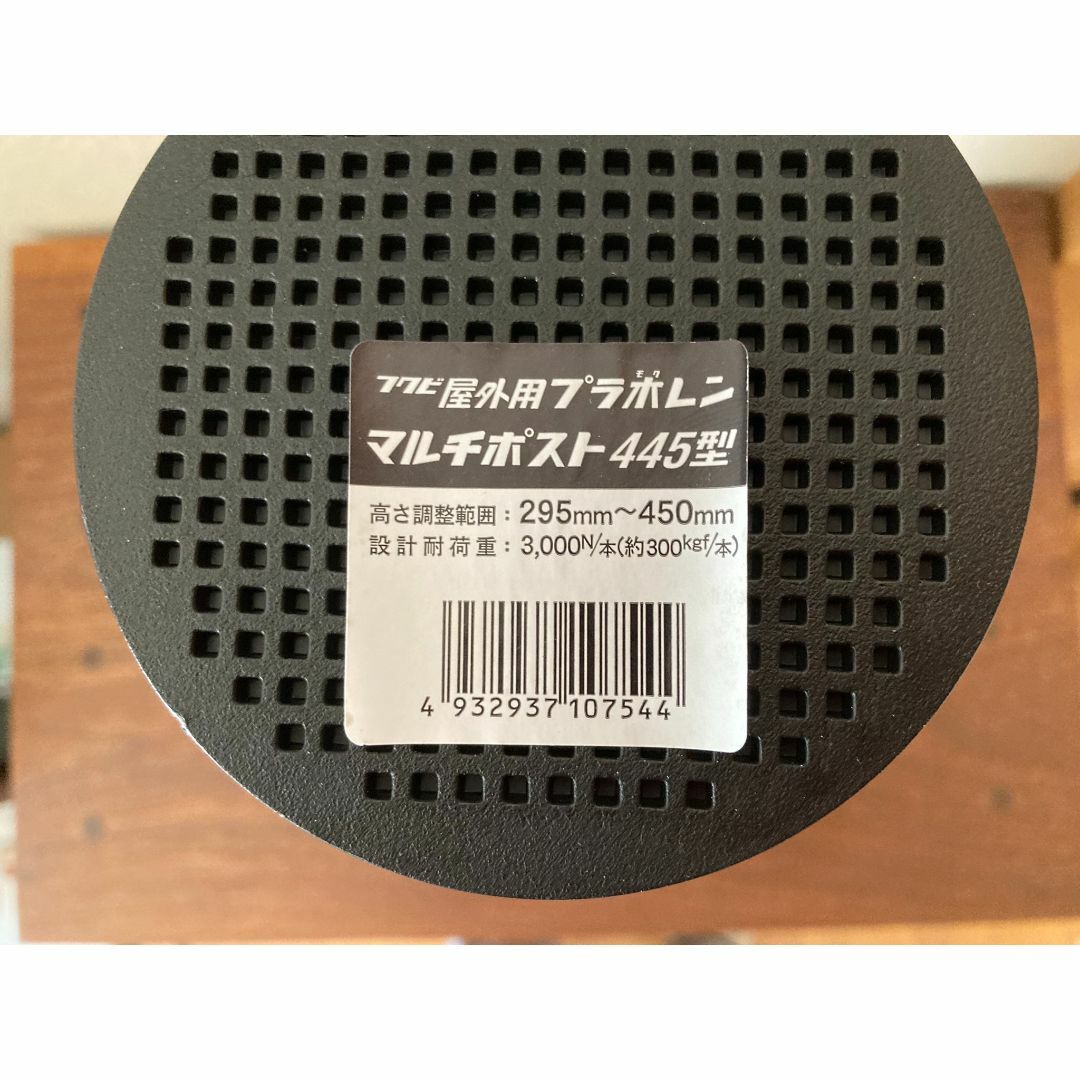 フクビ屋外用プラ木レン
モク
マルチポスト445型
高さ調整範囲：295mm～450mm
設計耐荷重：3,000N/本(約300kgf/本)
4 932937 107544